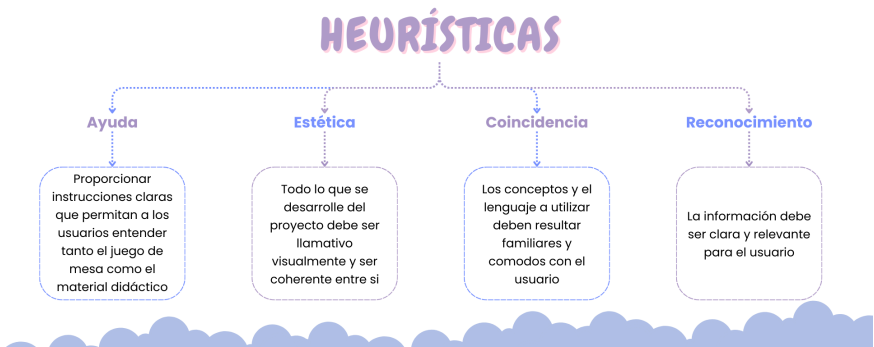 HEURÍSTICAS
Ayuda
Proporcionar
instrucciones claras
que permitan a los
usuarios entender
tanto el juego de
mesa como el
material didáctico
Estética
Todo lo que se
desarrolle del
proyecto debe ser
llamativo
visualmente y ser
coherente entre si
Coincidencia
Los conceptos y el
lenguaje a utilizar
deben resultar
familiares y
comodos con el
usuario
Reconocimiento
La información debe
ser clara y relevante
para el usuario